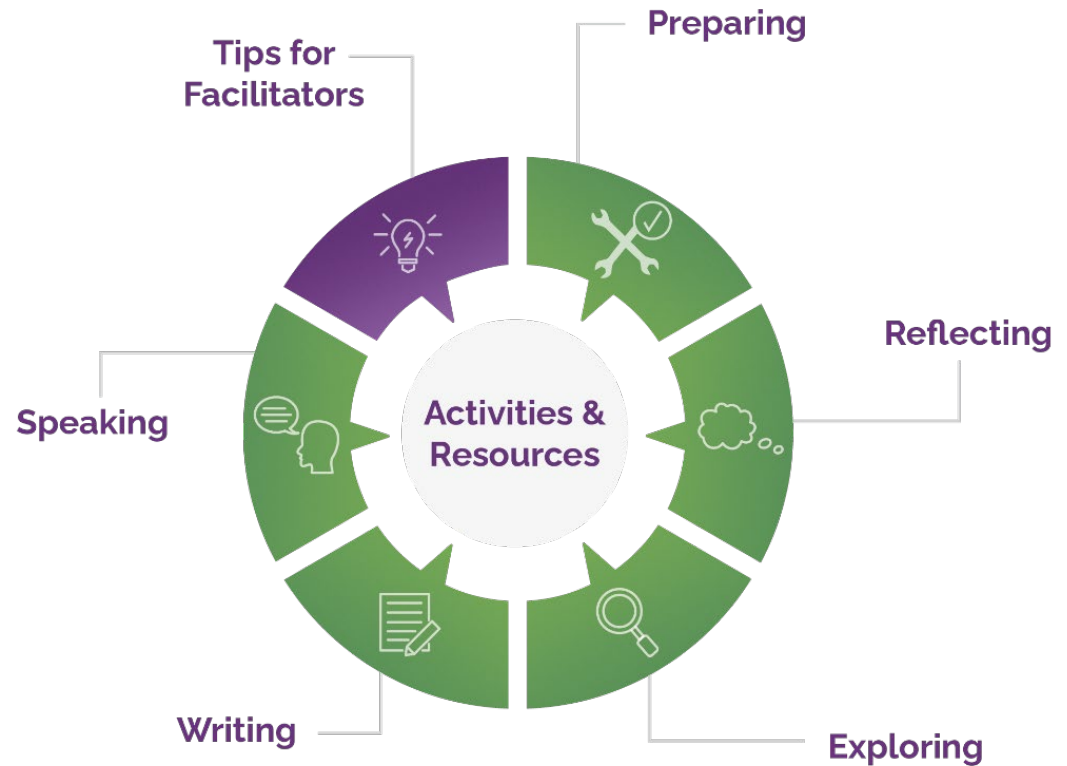 Preparing
Tips for
Facilitators
Reflecting
Activities &
Resources
Speaking
Writing
Exploring